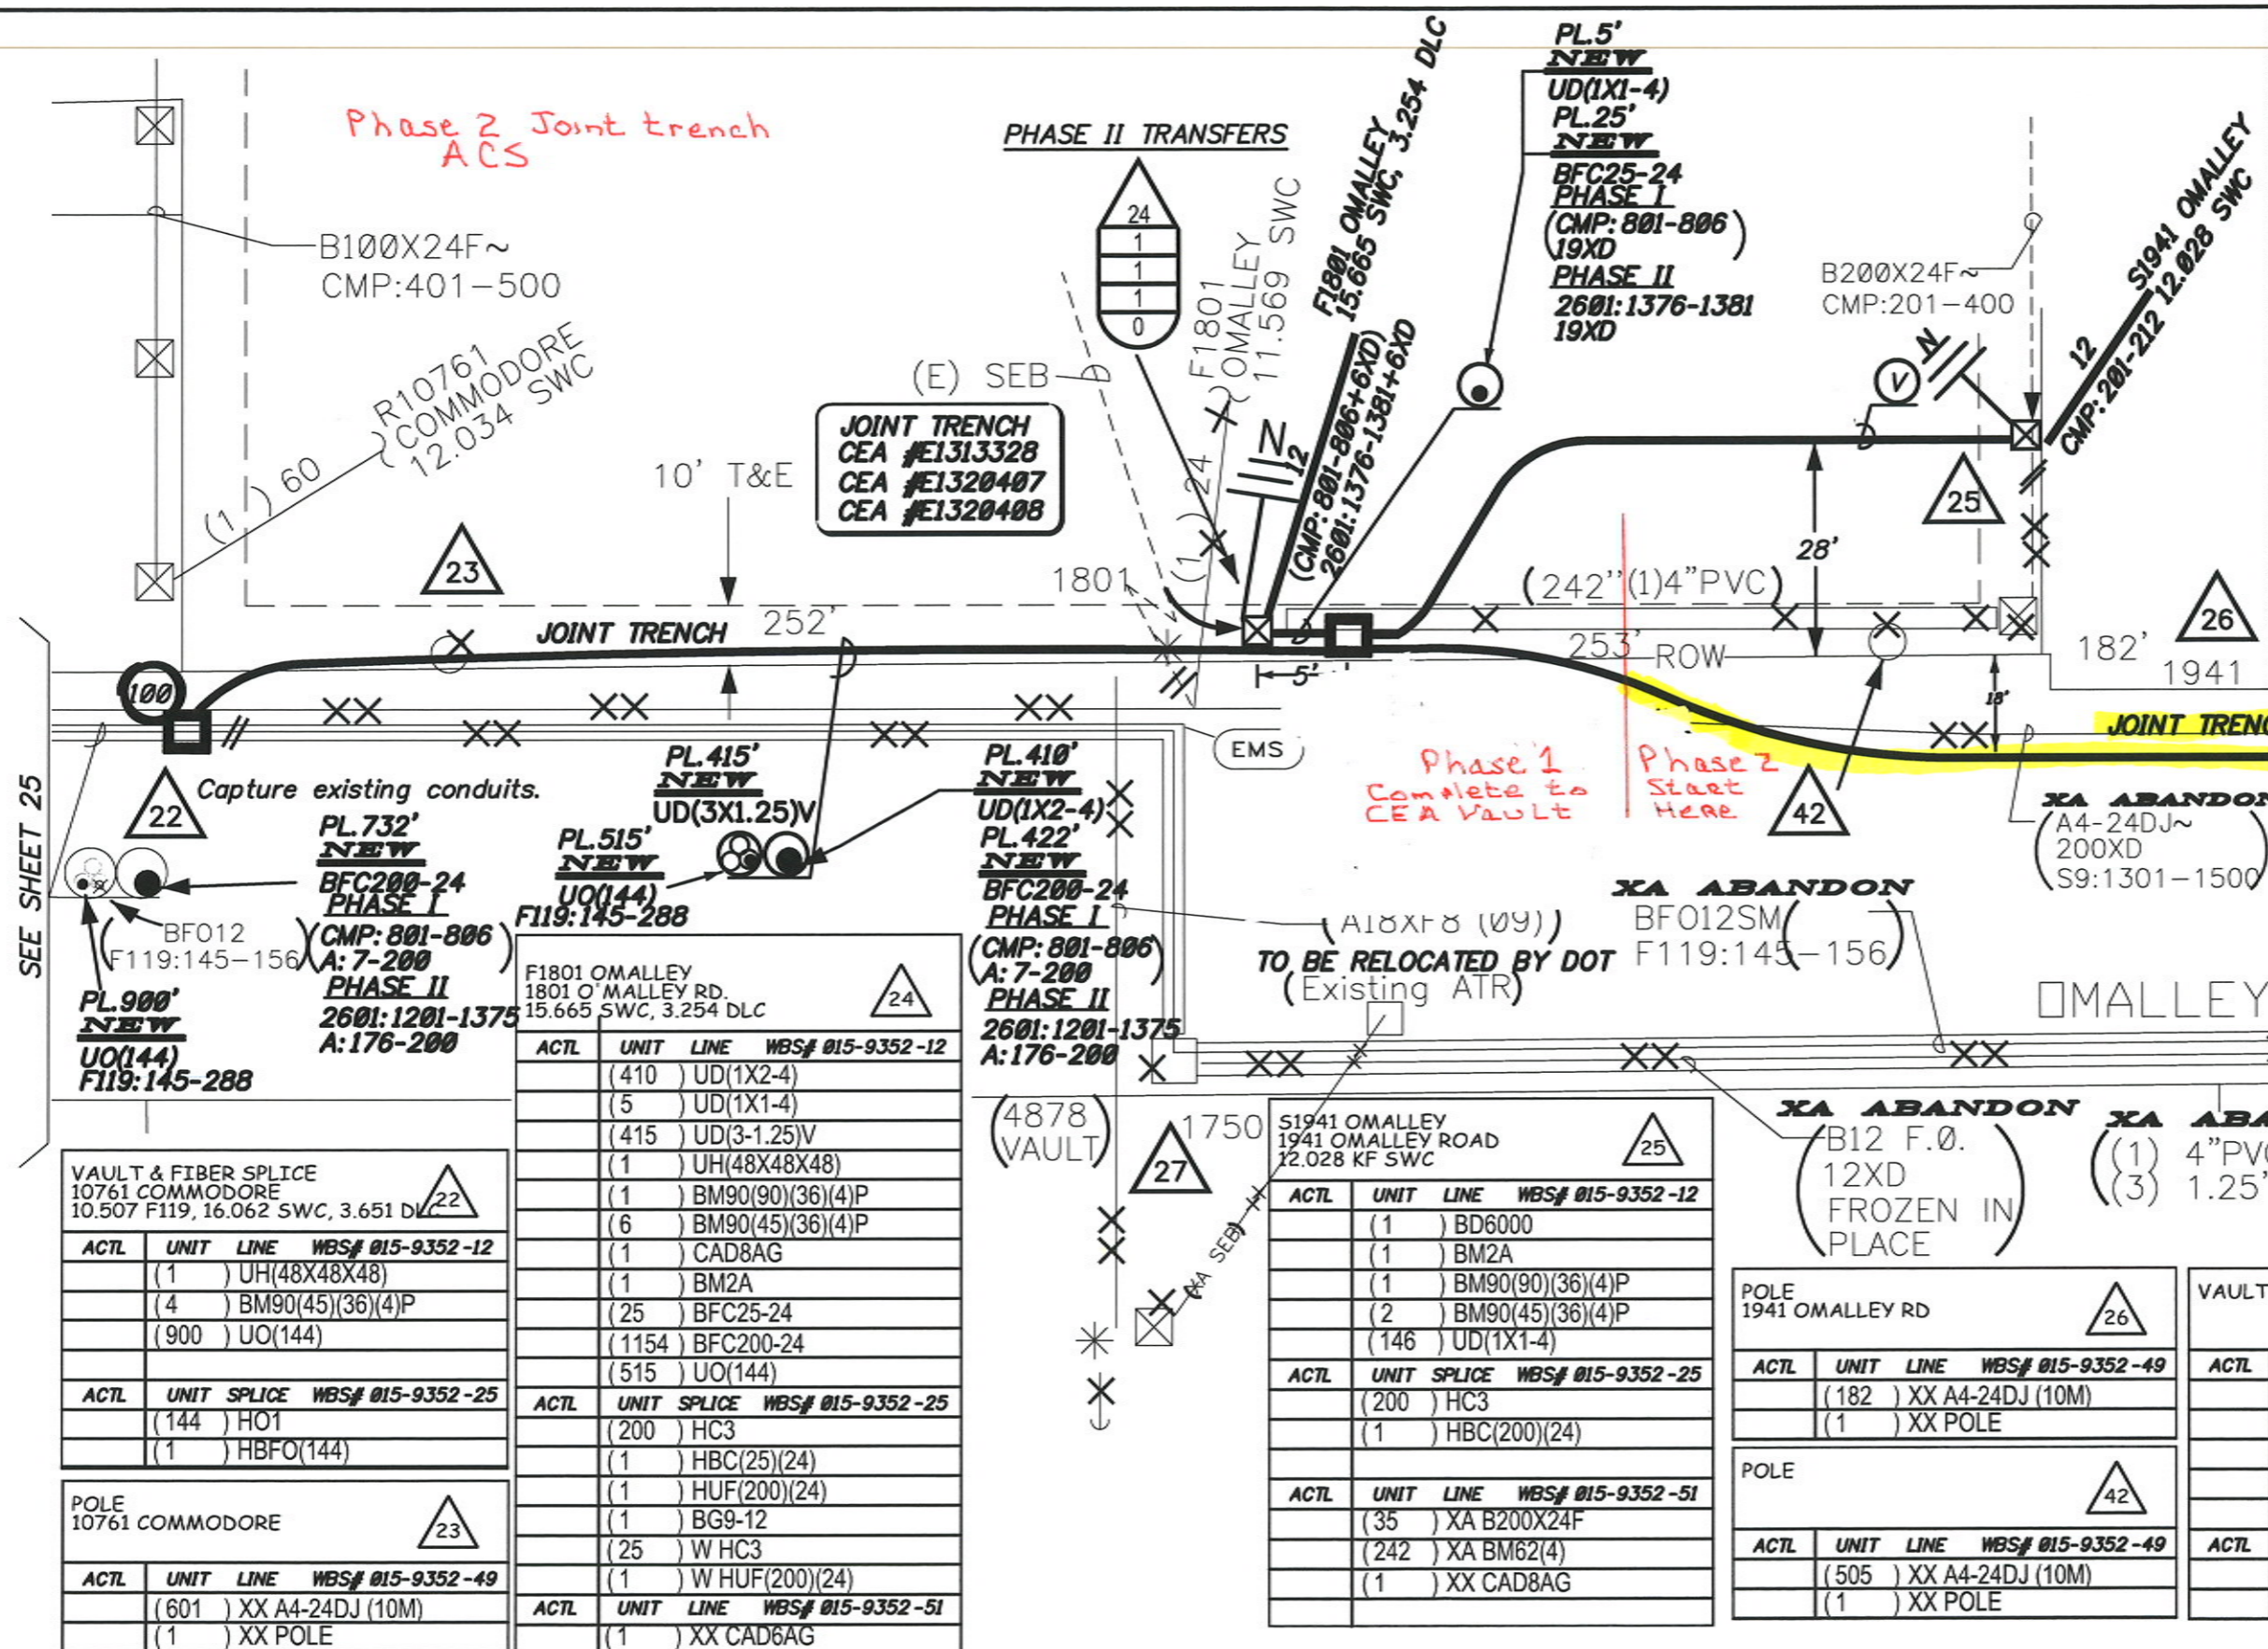 Phase 2 Joint trench
ACS
B100X24F~
CMP:401-500
R10761
COMMODORE
12.034 SWC
(1 ) 60
10' T&E
23
JOINT TRENCH
252'
(E) SEB
JOINT TRENCH
CEA #E1313328
CEA #E1320407
CEA #E1320408
PHASE II TRANSFERS
24
1
1
1
0
F1801
OMALLEY
11.569 SWC
(1 ) 24
1801
F1801 OMALLEY
15.665 SWC, 3.254 DLC
12
N
(CMP:801-806+6XD)
2601:1376-1381+6XD
PL.5'
NEW
UD(1X1-4)
PL.25'
NEW
BFC25-24
PHASE I
(CMP:801-806)
19XD
PHASE II
2601:1376-1381
19XD
B200X24F~
CMP:201-400
S1941 OMALLEY
12.028 SWC
12
CMP:201-212
N
V
25
28'
(242''(1)4"PVC)
253'
ROW
5'
18'
182'
1941
26
JOINT TRENC
100
SEE SHEET 25
22
Capture existing conduits.
EMS
Phase 1
Complete to
CEA Vault
Phase 2
Start
Here
42
XA ABANDON
(A4-24DJ~
200XD
S9:1301-1500)
PL.732'
NEW
BFC200-24
PHASE I
(CMP:801-806
A:7-200)
PHASE II
2601:1201-1375
A:176-200
(BFO12
F119:145-156)
PL.900'
NEW
UO(144)
F119:145-288
PL.415'
NEW
UD(3X1.25)V
PL.515'
NEW
UO(144)
F119:145-288
PL.410'
NEW
UD(1X2-4)
PL.422'
NEW
BFC200-24
PHASE I
(CMP:801-806
A:7-200)
PHASE II
2601:1201-1375
A:176-200
(A18XF8 (09))
TO BE RELOCATED BY DOT
(Existing ATR)
XA ABANDON
(BFO12SM
F119:145-156)
OMALLEY
XA ABANDON
(B12 F.O.
12XD
FROZEN IN
PLACE)
XA ABA
(1) 4"PVC
(3) 1.25"
(4878
VAULT)
27
1750
(XA SEB)
VAULT & FIBER SPLICE
10761 COMMODORE
10.507 F119, 16.062 SWC, 3.651 DLC
22
ACTL UNIT LINE WBS# 015-9352-12
(1 ) UH(48X48X48)
(4 ) BM90(45)(36)(4)P
(900 ) UO(144)
ACTL UNIT SPLICE WBS# 015-9352-25
(144 ) HO1
(1 ) HBFO(144)
POLE
10761 COMMODORE
23
ACTL UNIT LINE WBS# 015-9352-49
(601 ) XX A4-24DJ (10M)
(1 ) XX POLE
F1801 OMALLEY
1801 O'MALLEY RD.
15.665 SWC, 3.254 DLC
24
ACTL UNIT LINE WBS# 015-9352-12
(410 ) UD(1X2-4)
(5 ) UD(1X1-4)
(415 ) UD(3-1.25)V
(1 ) UH(48X48X48)
(1 ) BM90(90)(36)(4)P
(6 ) BM90(45)(36)(4)P
(1 ) CAD8AG
(1 ) BM2A
(25 ) BFC25-24
(1154 ) BFC200-24
(515 ) UO(144)
ACTL UNIT SPLICE WBS# 015-9352-25
(200 ) HC3
(1 ) HBC(25)(24)
(1 ) HUF(200)(24)
(1 ) BG9-12
(25 ) W HC3
(1 ) W HUF(200)(24)
ACTL UNIT LINE WBS# 015-9352-51
(1 ) XX CAD6AG
S1941 OMALLEY
1941 OMALLEY ROAD
12.028 KF SWC
25
ACTL UNIT LINE WBS# 015-9352-12
(1 ) BD6000
(1 ) BM2A
(1 ) BM90(90)(36)(4)P
(2 ) BM90(45)(36)(4)P
(146 ) UD(1X1-4)
ACTL UNIT SPLICE WBS# 015-9352-25
(200 ) HC3
(1 ) HBC(200)(24)
ACTL UNIT LINE WBS# 015-9352-51
(35 ) XA B200X24F
(242 ) XA BM62(4)
(1 ) XX CAD8AG
POLE
1941 OMALLEY RD
26
ACTL UNIT LINE WBS# 015-9352-49
(182 ) XX A4-24DJ (10M)
(1 ) XX POLE
POLE
42
ACTL UNIT LINE WBS# 015-9352-49
(505 ) XX A4-24DJ (10M)
(1 ) XX POLE
VAULT
ACTL
ACTL